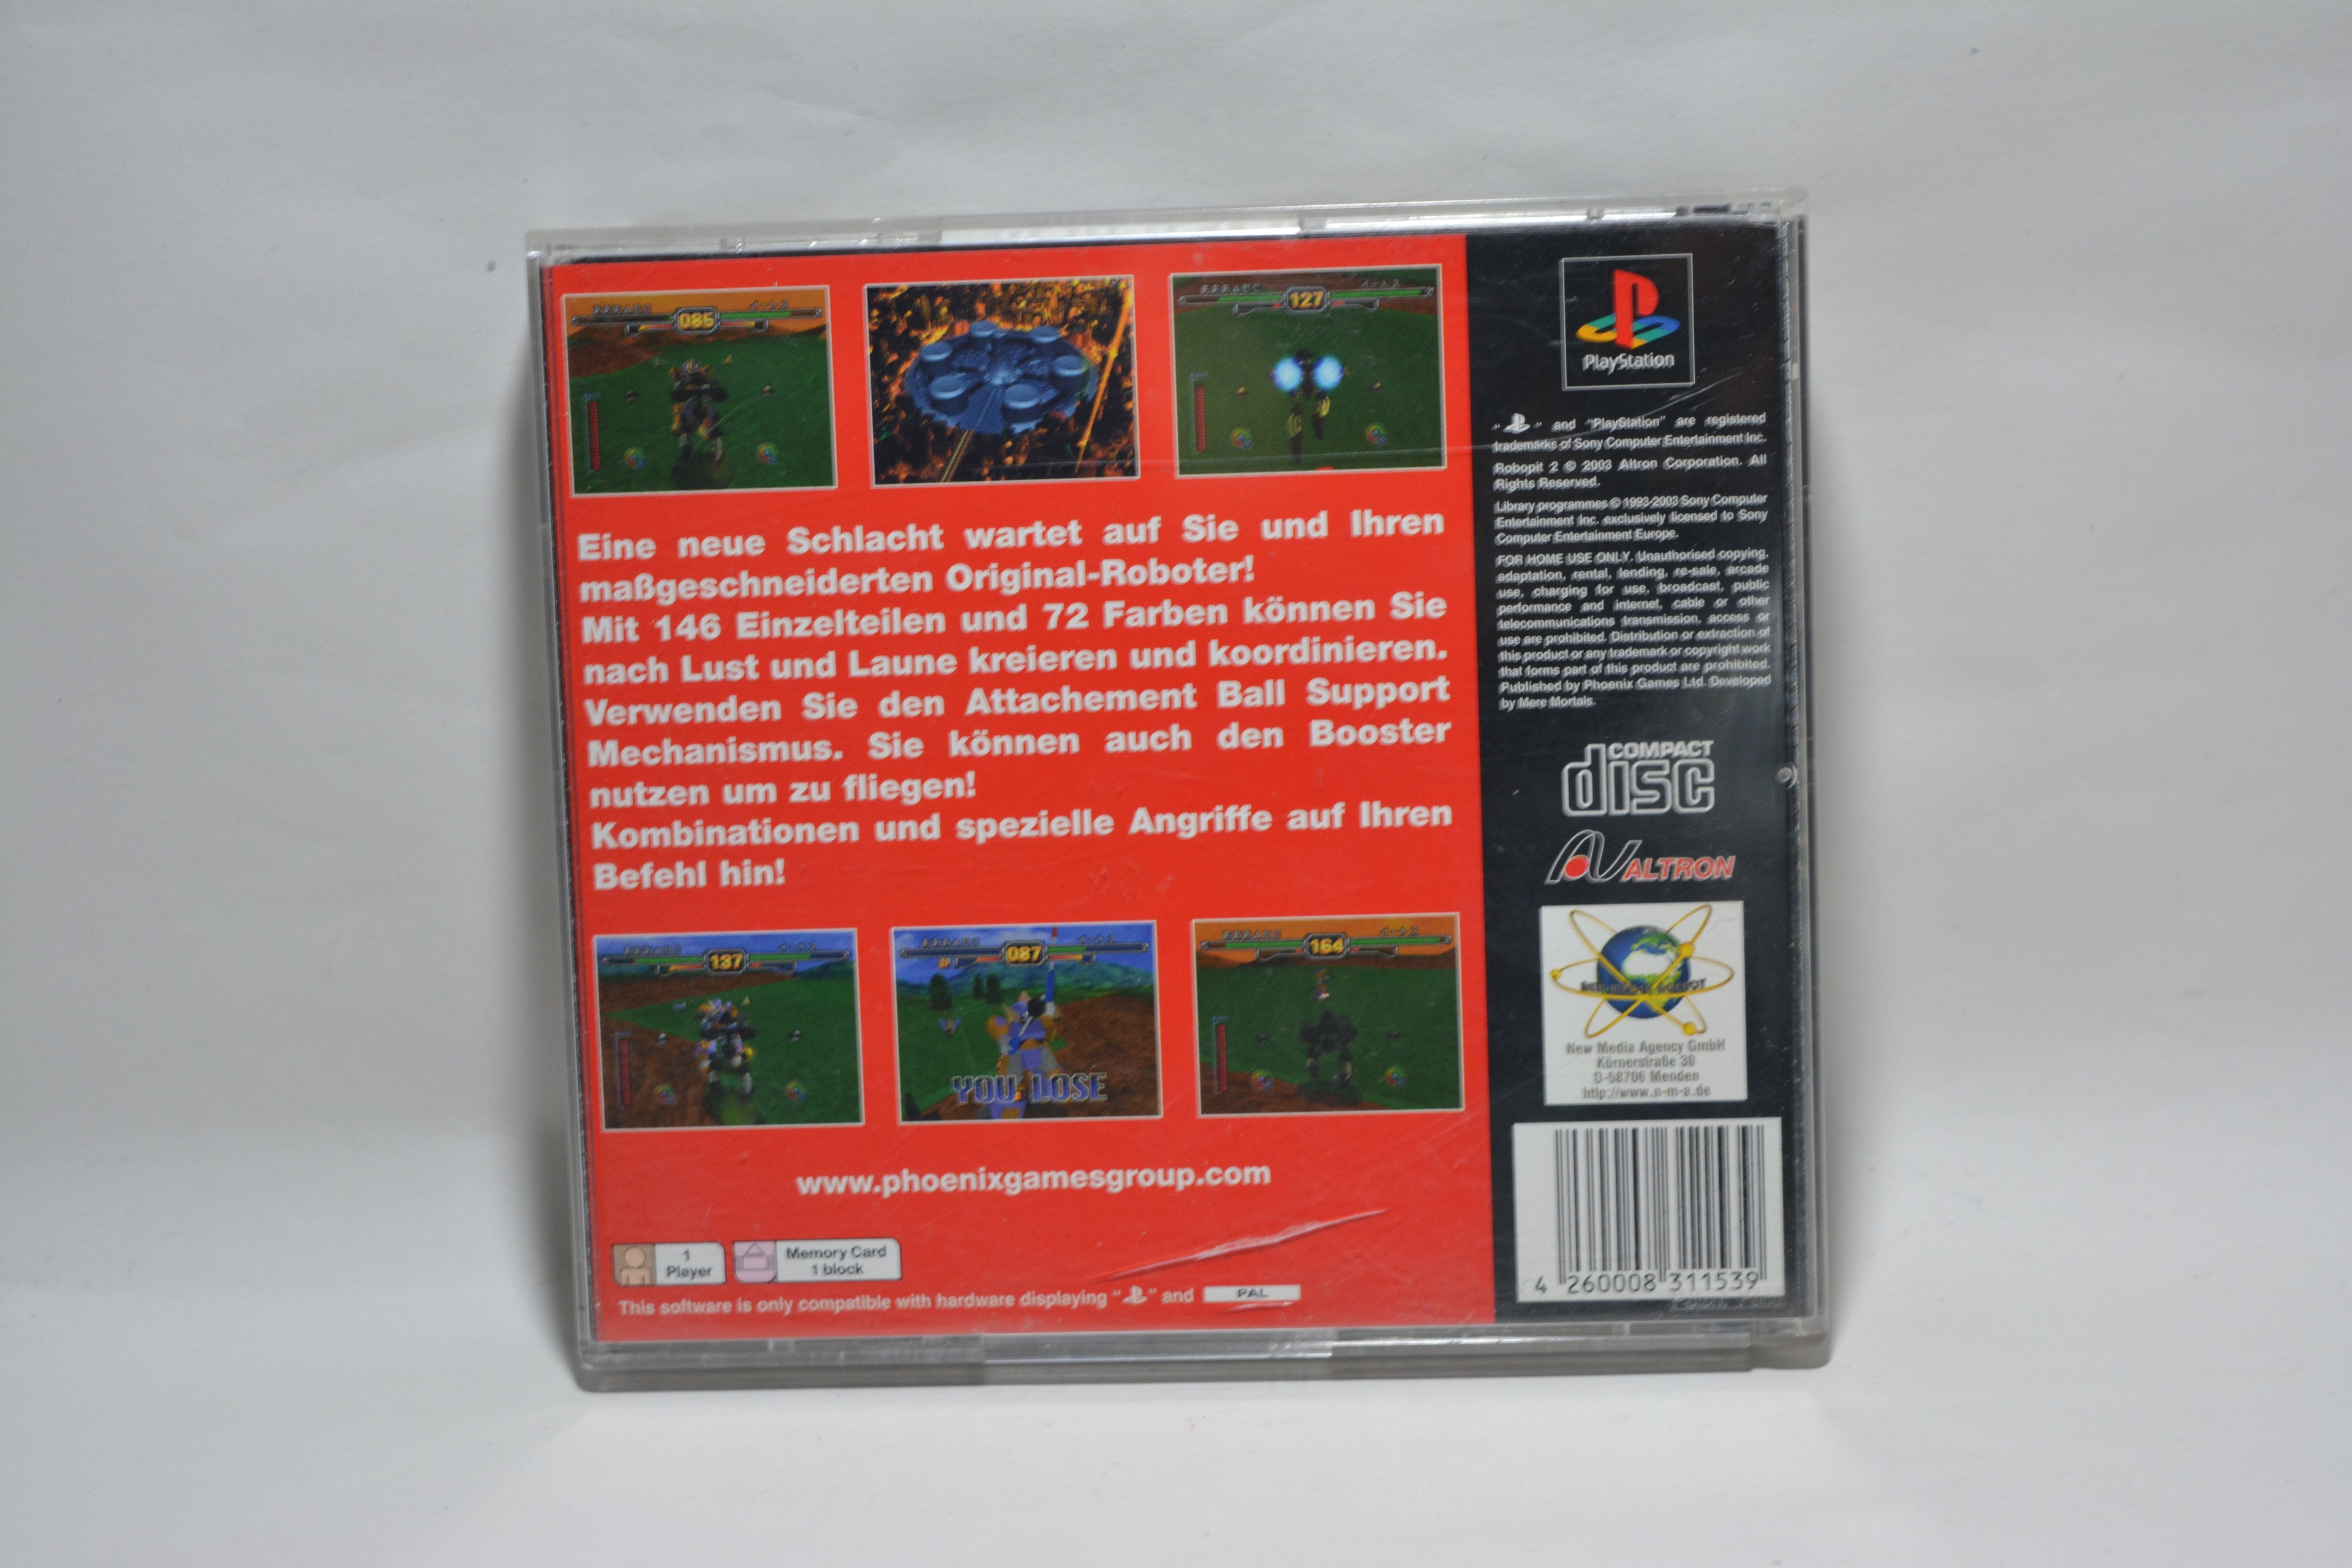 085
127
Eine neue Schlacht wartet auf Sie und Ihren
maßgeschneiderten Original-Roboter!
Mit 146 Einzelteilen und 72 Farben können Sie
nach Lust und Laune kreieren und koordinieren.
Verwenden Sie den Attachement Ball Support
Mechanismus. Sie können auch den Booster
nutzen um zu fliegen!
Kombinationen und spezielle Angriffe auf Ihren
Befehl hin!
137
087
YOU LOSE
164
www.phoenixgamesgroup.com
1
Player
Memory Card
1 block
This software is only compatible with hardware displaying “ ” and PAL
PlayStation
“ ” and “PlayStation” are registered
trademarks of Sony Computer Entertainment Inc.
Robopit 2 © 2003 Altron Corporation. All
Rights Reserved.
Library programmes © 1993-2003 Sony Computer
Entertainment Inc. exclusively licensed to Sony
Computer Entertainment Europe.
FOR HOME USE ONLY. Unauthorised copying,
adaptation, rental, lending, re-sale, arcade
use, charging for use, broadcast, public
performance and internet, cable or other
telecommunications transmission, access or
use are prohibited. Distribution or extraction of
this product or any trademark or copyright work
that forms part of this product are prohibited.
Published by Phoenix Games Ltd. Developed
by Mere Mortals.
COMPACT
disc
ALTRON
New Media Agency GmbH
Körnerstraße 30
D-58706 Menden
http://www.n-m-a.de
4 260008 311539